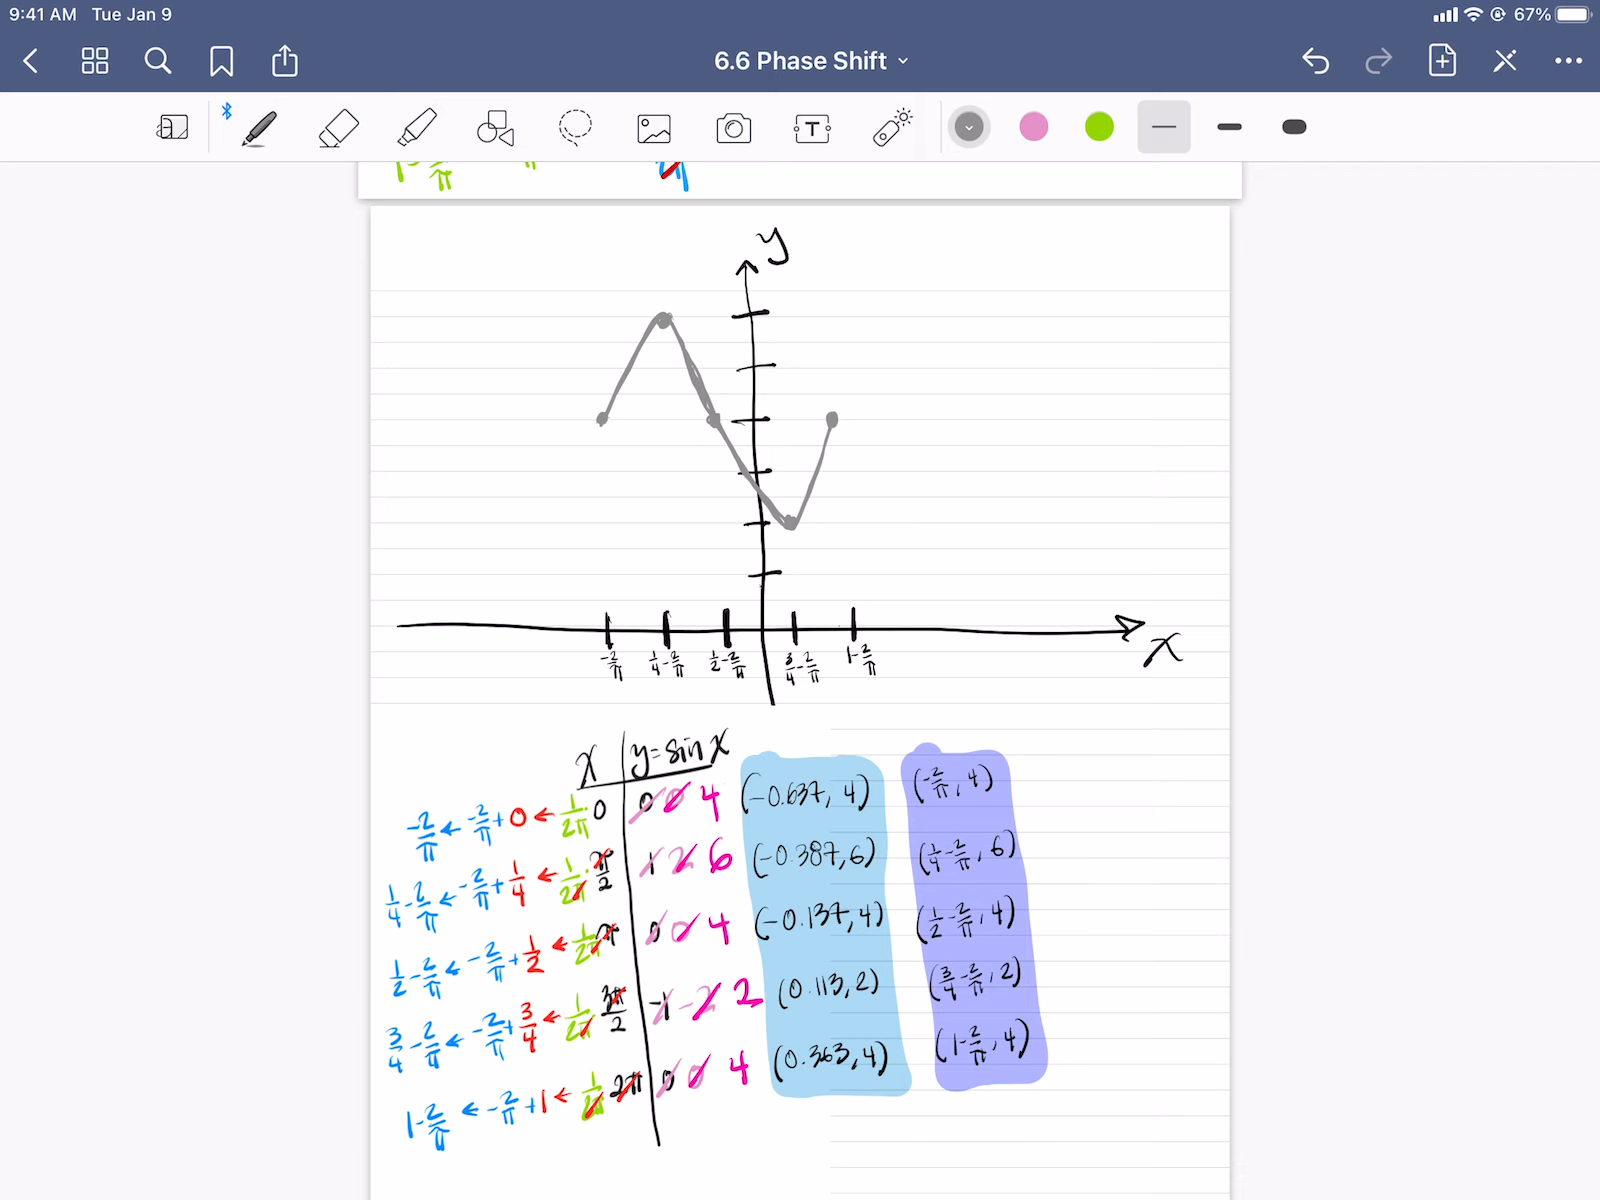 9:41 AM Tue Jan 9
67%
6.6 Phase Shift
T
1-2/π
y
x
-2/π 1/4-2/π 1/2-2/π 3/4-2/π 1-2/π
x y=sin x
-2/π ← -2/π+0 ← 1/2π·0 0 0 4 (-0.637, 4) (-2/π, 4)
1/4-2/π ← -2/π+1/4 ← 1/2π·π/2 1 2 6 (-0.387, 6) (1/4-2/π, 6)
1/2-2/π ← -2/π+1/2 ← 1/2π·π 0 0 4 (-0.137, 4) (1/2-2/π, 4)
3/4-2/π ← -2/π+3/4 ← 1/2π·3π/2 -1 -2 2 (0.113, 2) (3/4-2/π, 2)
1-2/π ← -2/π+1 ← 1/2π·2π 0 0 4 (0.363, 4) (1-2/π, 4)